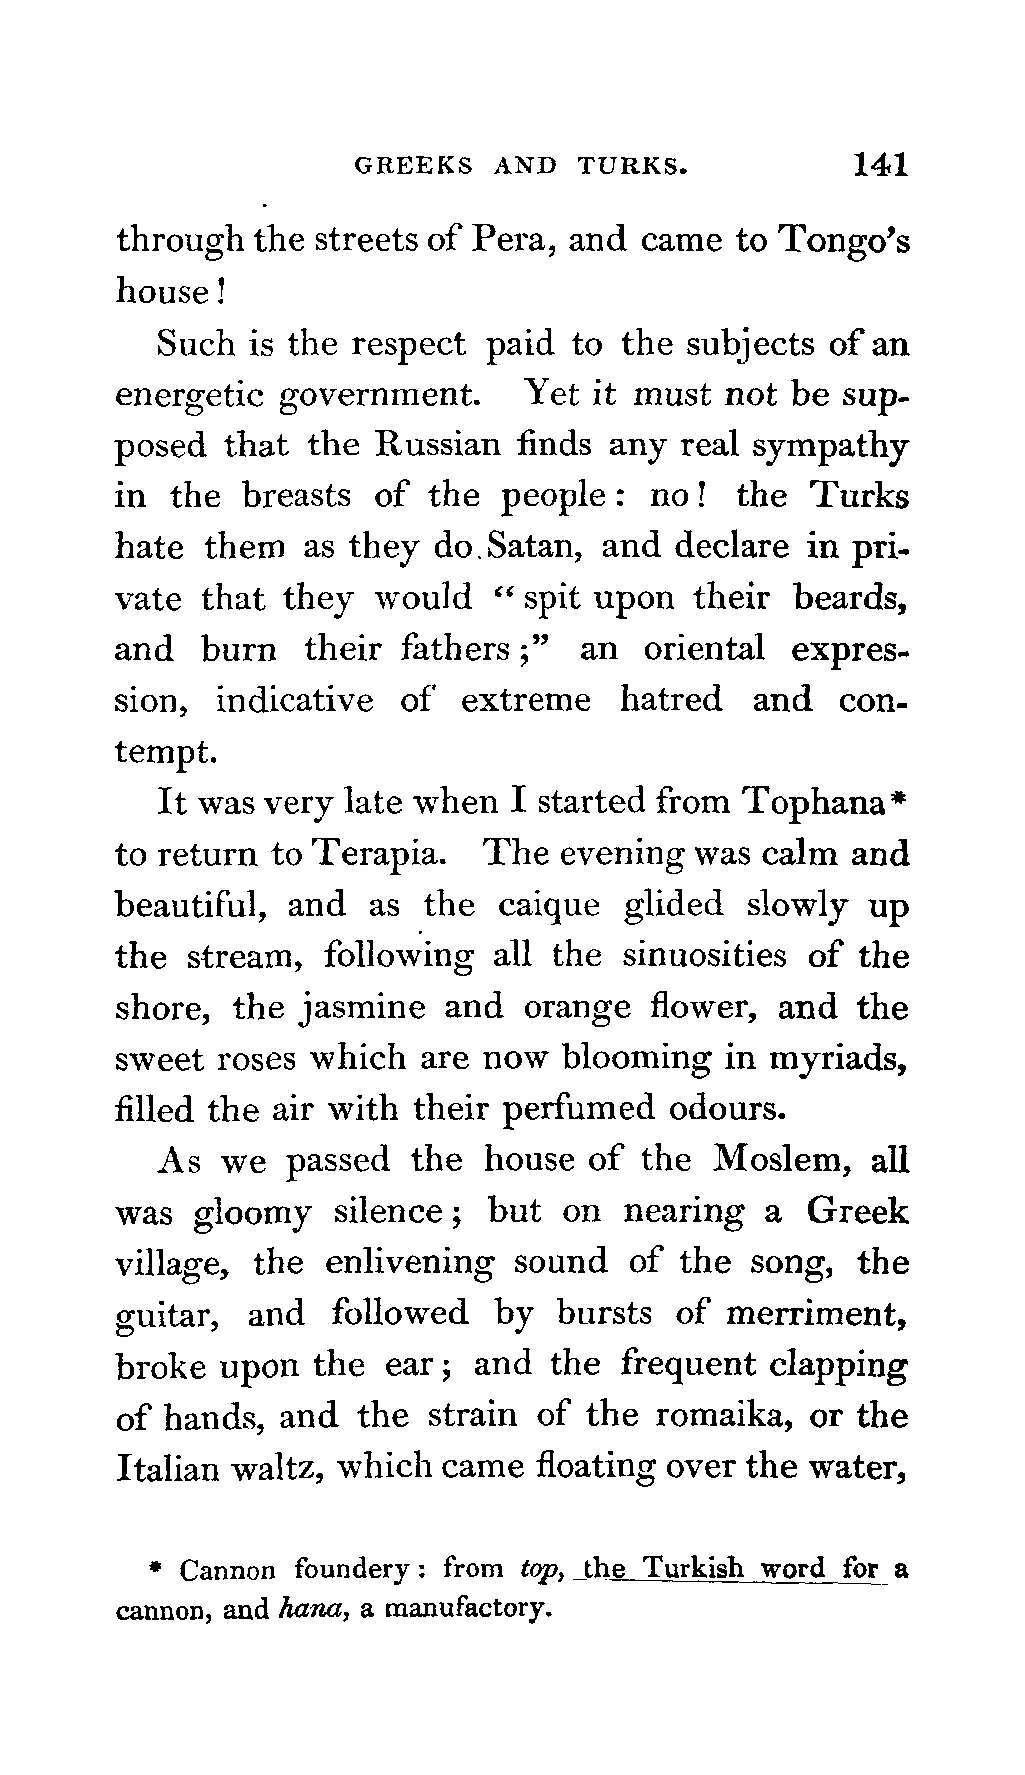 GREEKS AND TURKS. 141
through the streets of Pera, and came to Tongo's
house!
Such is the respect paid to the subjects of an
energetic government. Yet it must not be sup-
posed that the Russian finds any real sympathy
in the breasts of the people: no! the Turks
hate them as they do Satan, and declare in pri-
vate that they would “spit upon their beards,
and burn their fathers;” an oriental expres-
sion, indicative of extreme hatred and con-
tempt.
It was very late when I started from Tophana*
to return to Terapia. The evening was calm and
beautiful, and as the caique glided slowly up
the stream, following all the sinuosities of the
shore, the jasmine and orange flower, and the
sweet roses which are now blooming in myriads,
filled the air with their perfumed odours.
As we passed the house of the Moslem, all
was gloomy silence; but on nearing a Greek
village, the enlivening sound of the song, the
guitar, and followed by bursts of merriment,
broke upon the ear; and the frequent clapping
of hands, and the strain of the romaika, or the
Italian waltz, which came floating over the water,
* Cannon foundery: from top, the Turkish word for a
cannon, and hana, a manufactory.